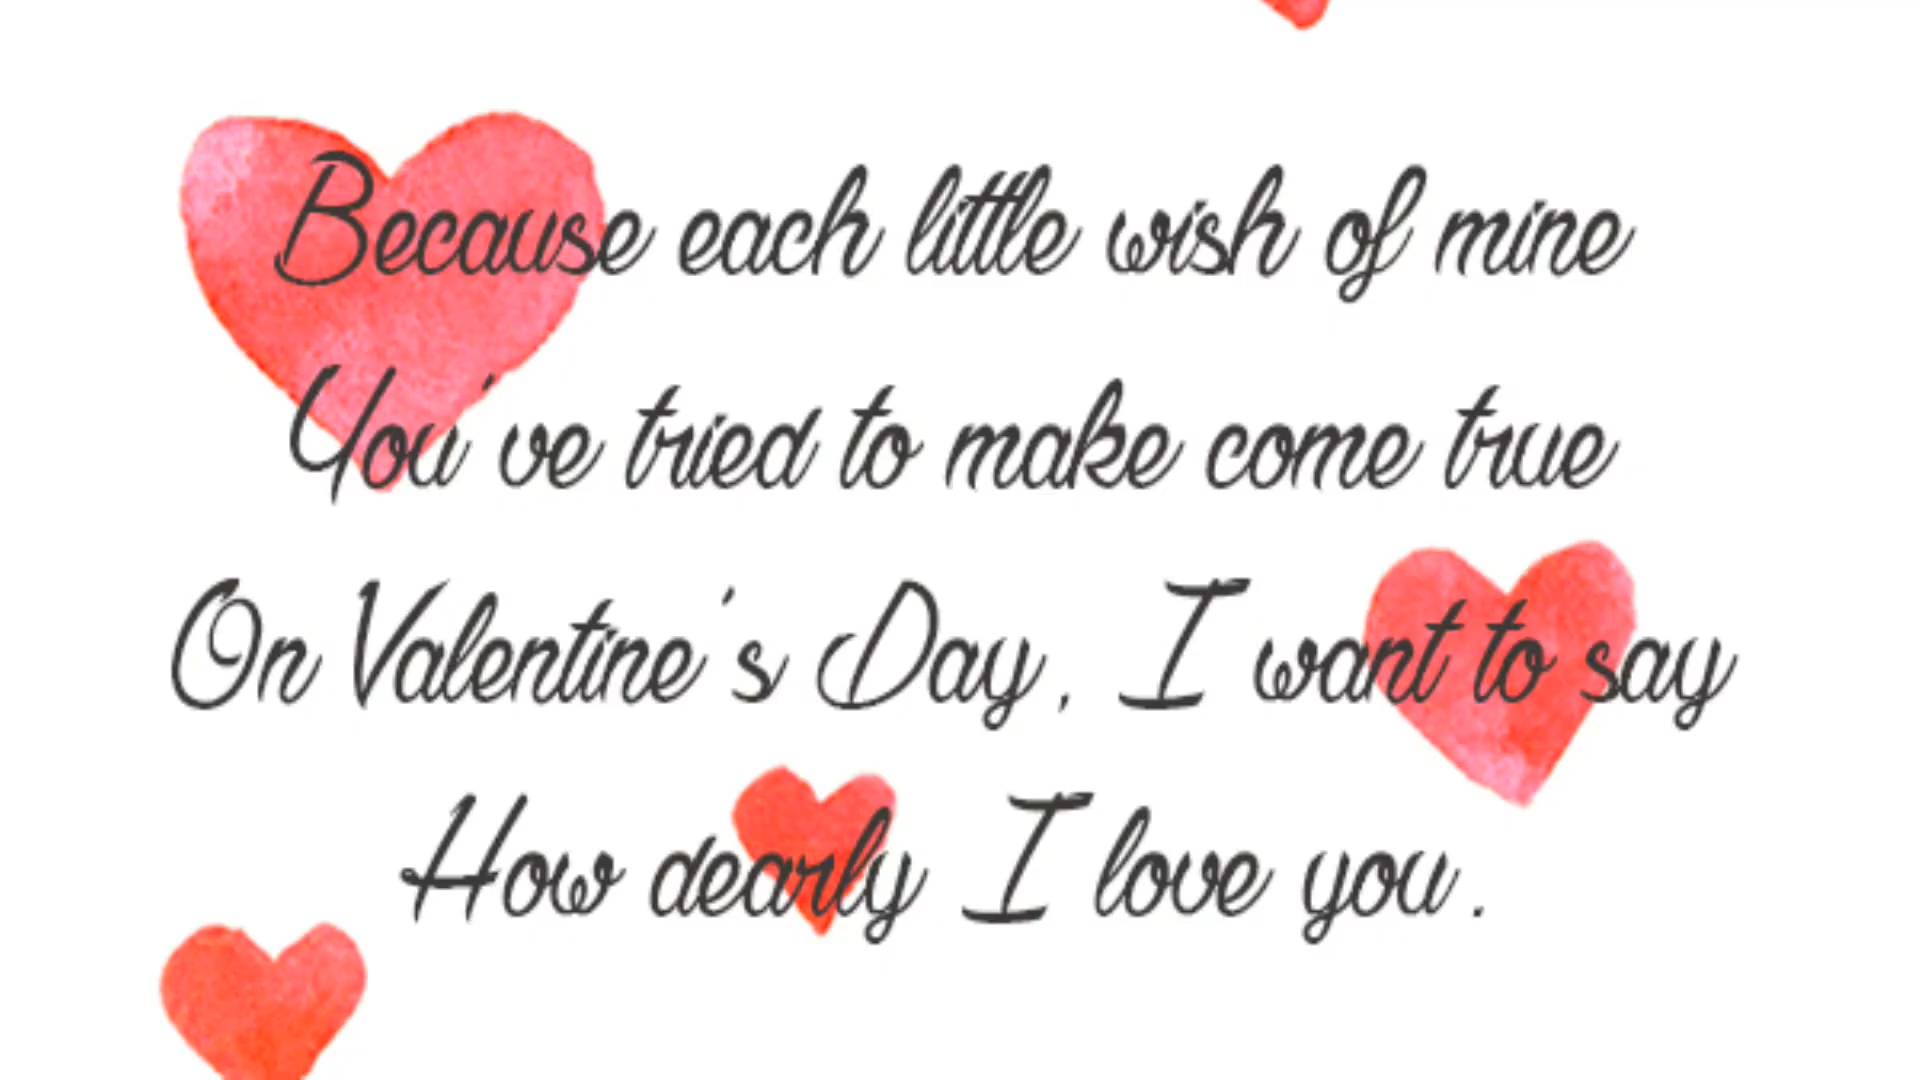 Because each little wish of mine
You've tried to make come true
On Valentine's Day, I want to say
How dearly I love you.